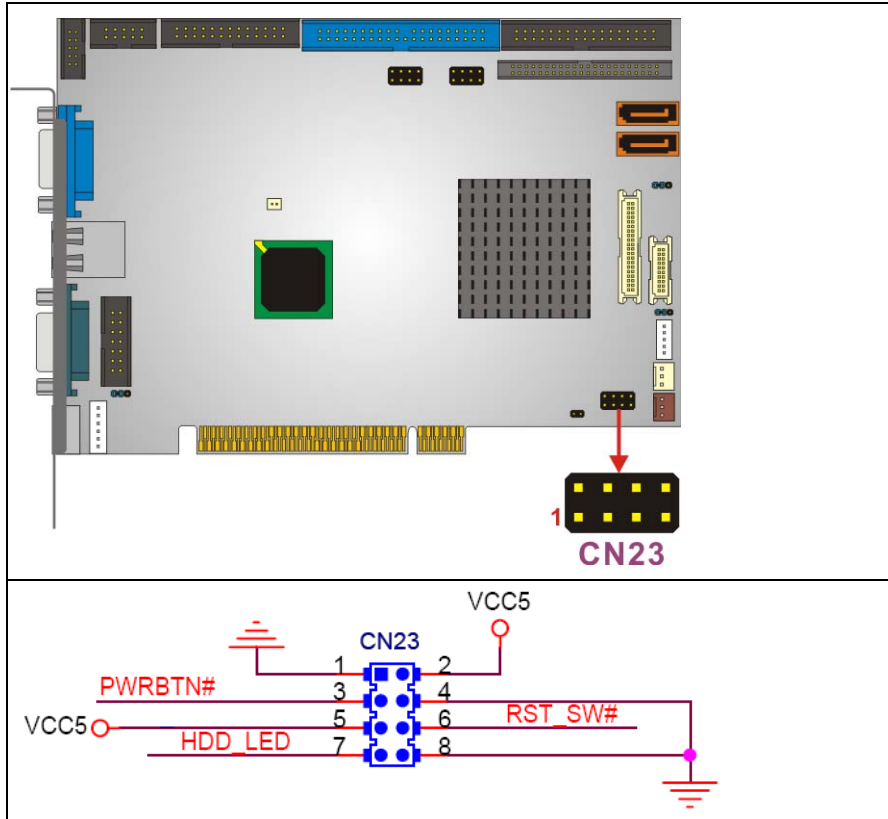 1
CN23
VCC5
CN23
1 2
PWRBTN# 3 4
VCC5 5 6 RST_SW#
HDD_LED 7 8